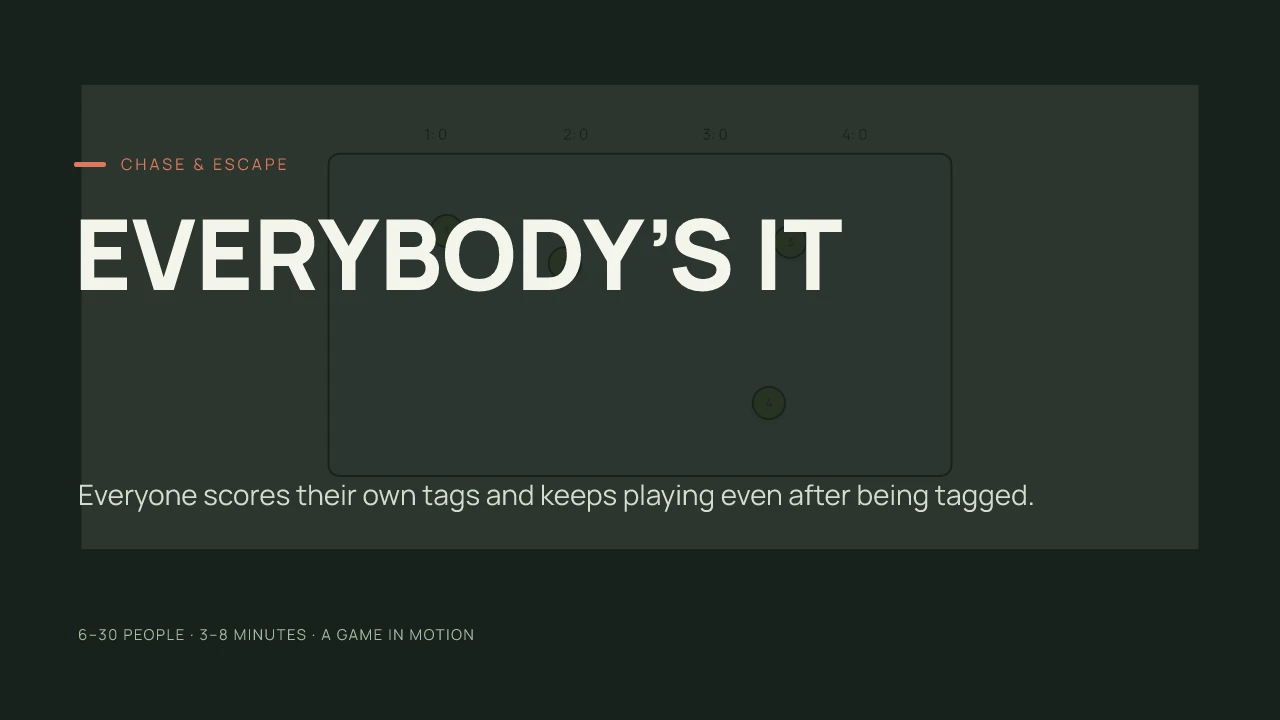 1: 0 2: 0 3: 0 4: 0
CHASE & ESCAPE
EVERYBODY’S IT
4
Everyone scores their own tags and keeps playing even after being tagged.
6–30 PEOPLE · 3–8 MINUTES · A GAME IN MOTION